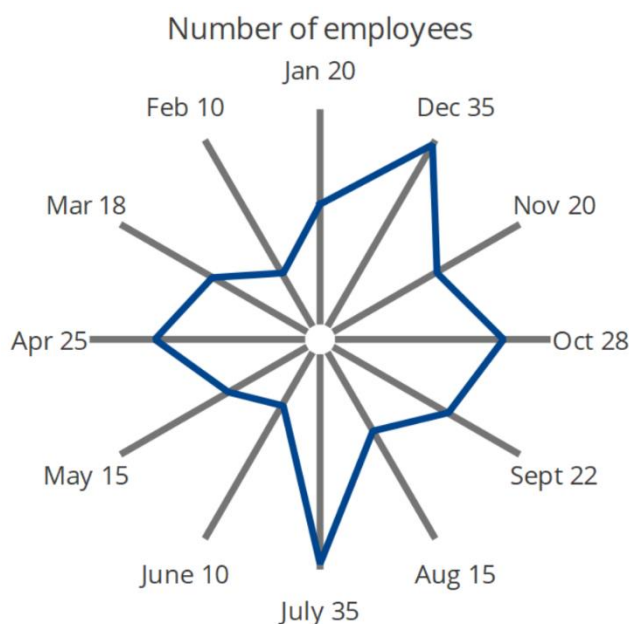 Number of employees
Jan 20
Feb 10
Dec 35
Mar 18
Nov 20
Apr 25
Oct 28
May 15
Sept 22
June 10
Aug 15
July 35